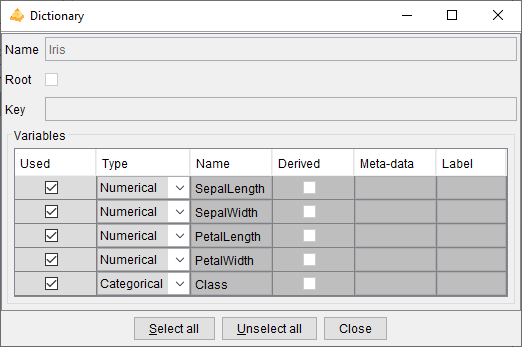 Dictionary
Name Iris
Root
Key
Variables
Used Type Name Derived Meta-data Label
Numerical SepalLength
Numerical SepalWidth
Numerical PetalLength
Numerical PetalWidth
Categorical Class
Select all Unselect all Close